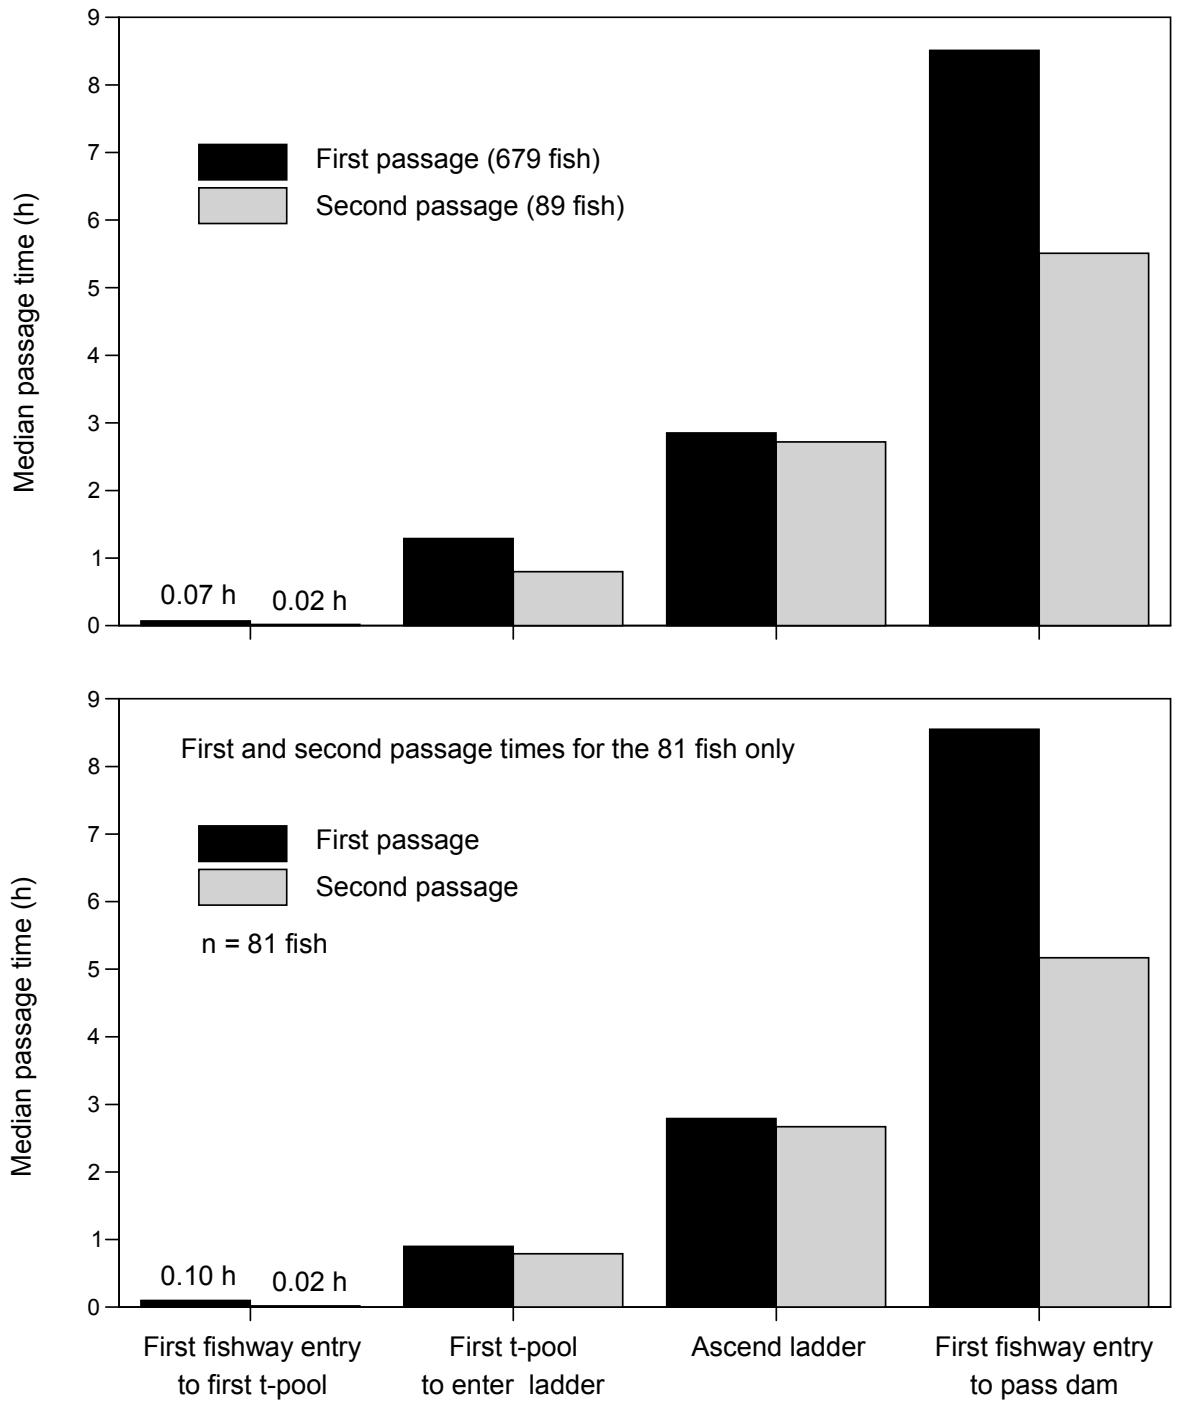 Median passage time (h)
9
8
7
6
5
4
3
2
1
0
First passage (679 fish)
Second passage (89 fish)
0.07 h
0.02 h
Median passage time (h)
9
8
7
6
5
4
3
2
1
0
First and second passage times for the 81 fish only
First passage
Second passage
n = 81 fish
0.10 h
0.02 h
First fishway entry
to first t-pool
First t-pool
to enter ladder
Ascend ladder
First fishway entry
to pass dam